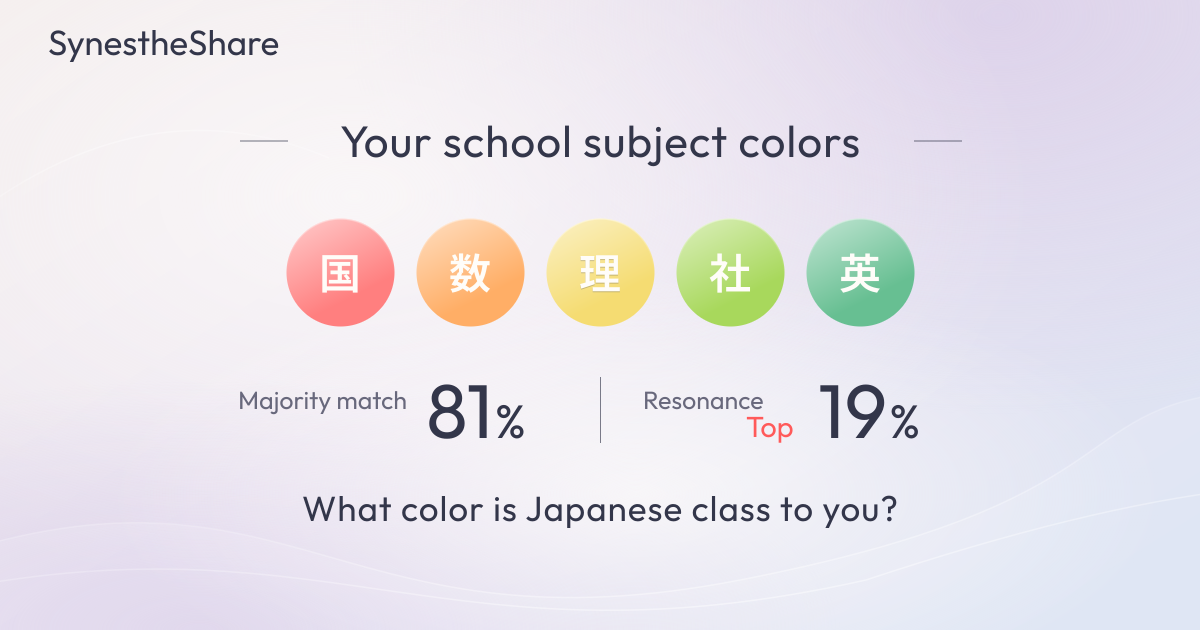 SynestheShare
Your school subject colors
国 数 理 社 英
Majority match 81% Resonance Top 19%
What color is Japanese class to you?